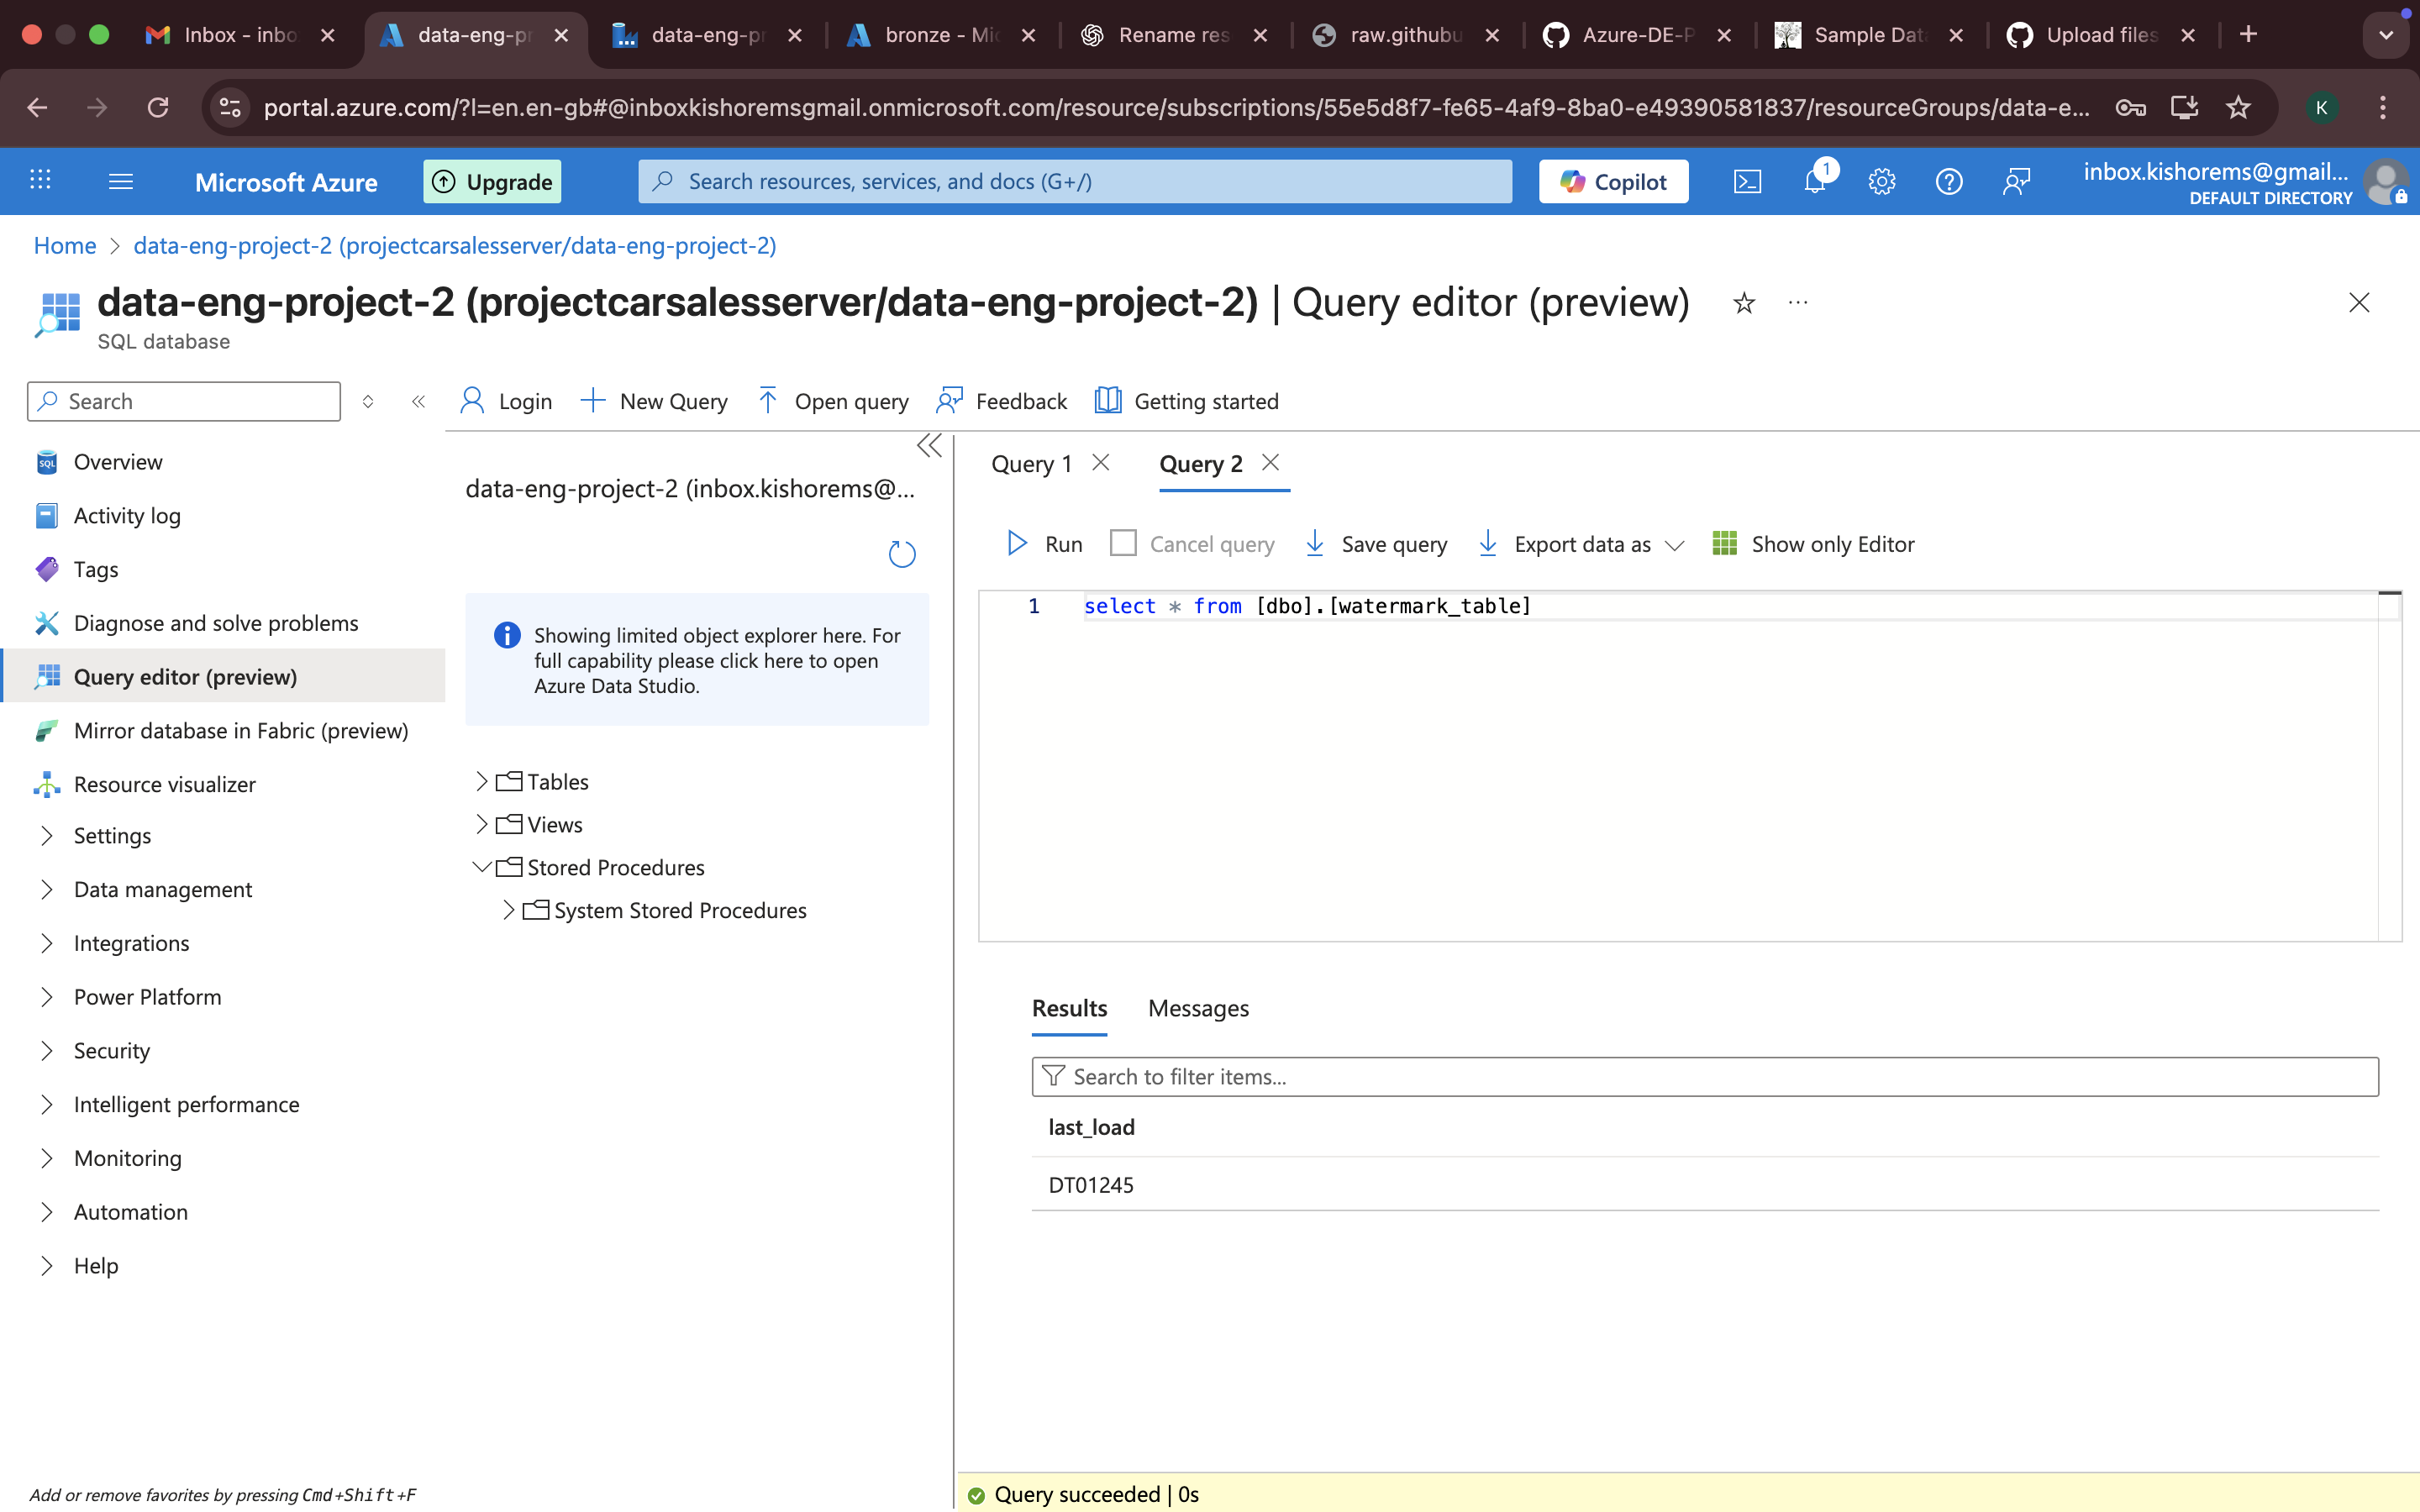 Inbox - inbo
data-eng-pr
data-eng-pr
bronze - Mi
Rename res
raw.githubu
Azure-DE-P
Sample Data
Upload files
portal.azure.com/?l=en.en-gb#@inboxkishoremsgmail.onmicrosoft.com/resource/subscriptions/55e5d8f7-fe65-4af9-8ba0-e49390581837/resourceGroups/data-e...
K
Microsoft Azure
Upgrade
Search resources, services, and docs (G+/)
Copilot
1
inbox.kishorems@gmail...
DEFAULT DIRECTORY
Home > data-eng-project-2 (projectcarsalesserver/data-eng-project-2)
data-eng-project-2 (projectcarsalesserver/data-eng-project-2) | Query editor (preview)
SQL database
Search
Login
New Query
Open query
Feedback
Getting started
Overview
Activity log
Tags
Diagnose and solve problems
Query editor (preview)
Mirror database in Fabric (preview)
Resource visualizer
Settings
Data management
Integrations
Power Platform
Security
Intelligent performance
Monitoring
Automation
Help
Add or remove favorites by pressing Cmd+Shift+F
data-eng-project-2 (inbox.kishorems@...
Showing limited object explorer here. For
full capability please click here to open
Azure Data Studio.
Tables
Views
Stored Procedures
System Stored Procedures
Query 1
Query 2
Run
Cancel query
Save query
Export data as
Show only Editor
1 select * from [dbo].[watermark_table]
Results
Messages
Search to filter items...
last_load
DT01245
Query succeeded | 0s